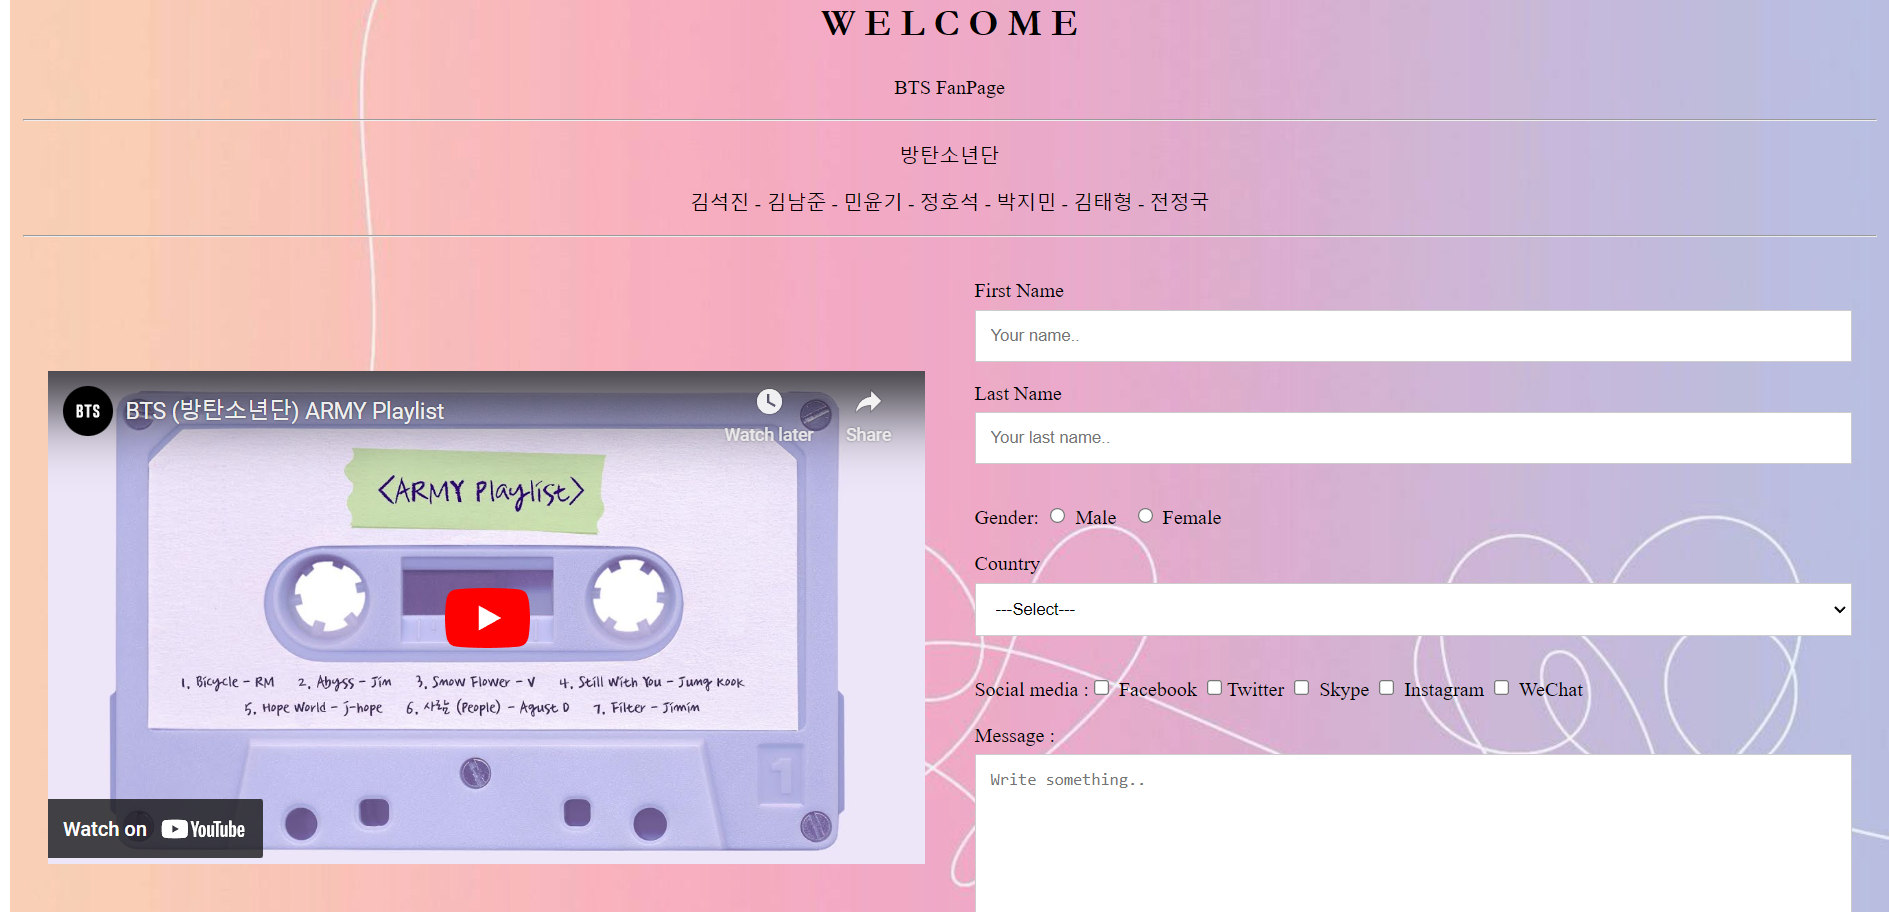 WELCOME
BTS FanPage
방탄소년단
김석진 - 김남준 - 민윤기 - 정호석 - 박지민 - 김태형 - 전정국
BTS
BTS (방탄소년단) ARMY Playlist
Watch later
Share
<ARMY Playlist>
1. Bicycle - RM 2. Abyss - Jin 3. Snow Flower - V 4. Still With You - Jung Kook
5. Hope World - j-hope 6. 사람 (People) - Agust D 7. Filter - Jimin
1
Watch on YouTube
First Name
Your name..
Last Name
Your last name..
Gender: Male Female
Country
---Select---
Social media : Facebook Twitter Skype Instagram WeChat
Message :
Write something..